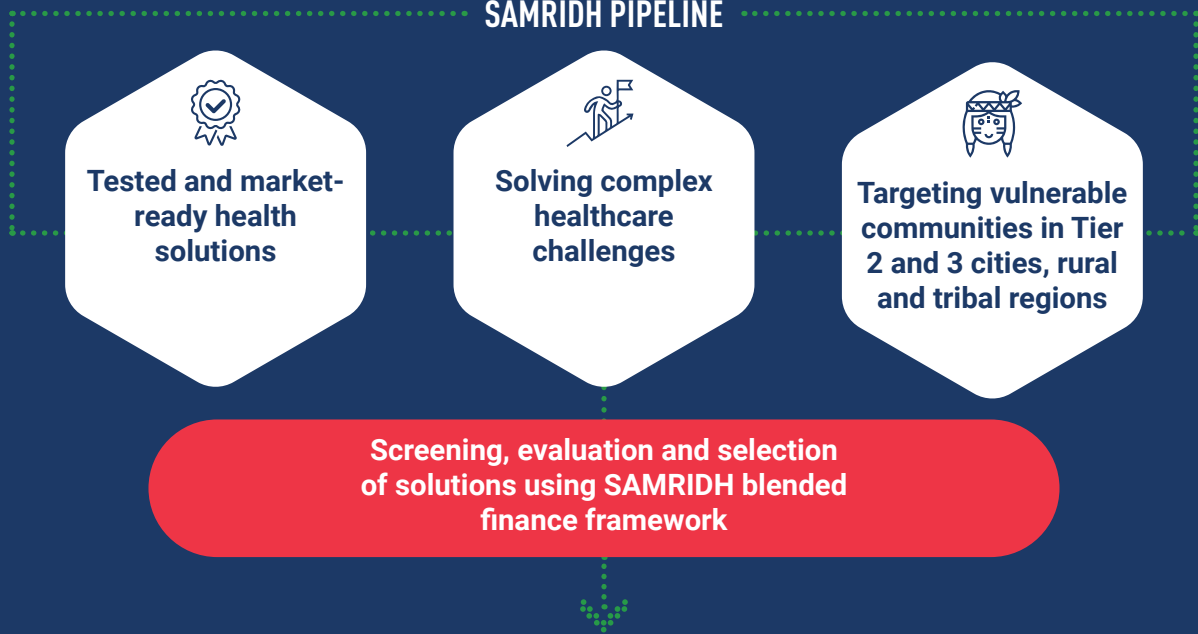 SAMRIDH PIPELINE
Tested and market-
ready health
solutions
Solving complex
healthcare
challenges
Targeting vulnerable
communities in Tier
2 and 3 cities, rural
and tribal regions
Screening, evaluation and selection
of solutions using SAMRIDH blended
finance framework